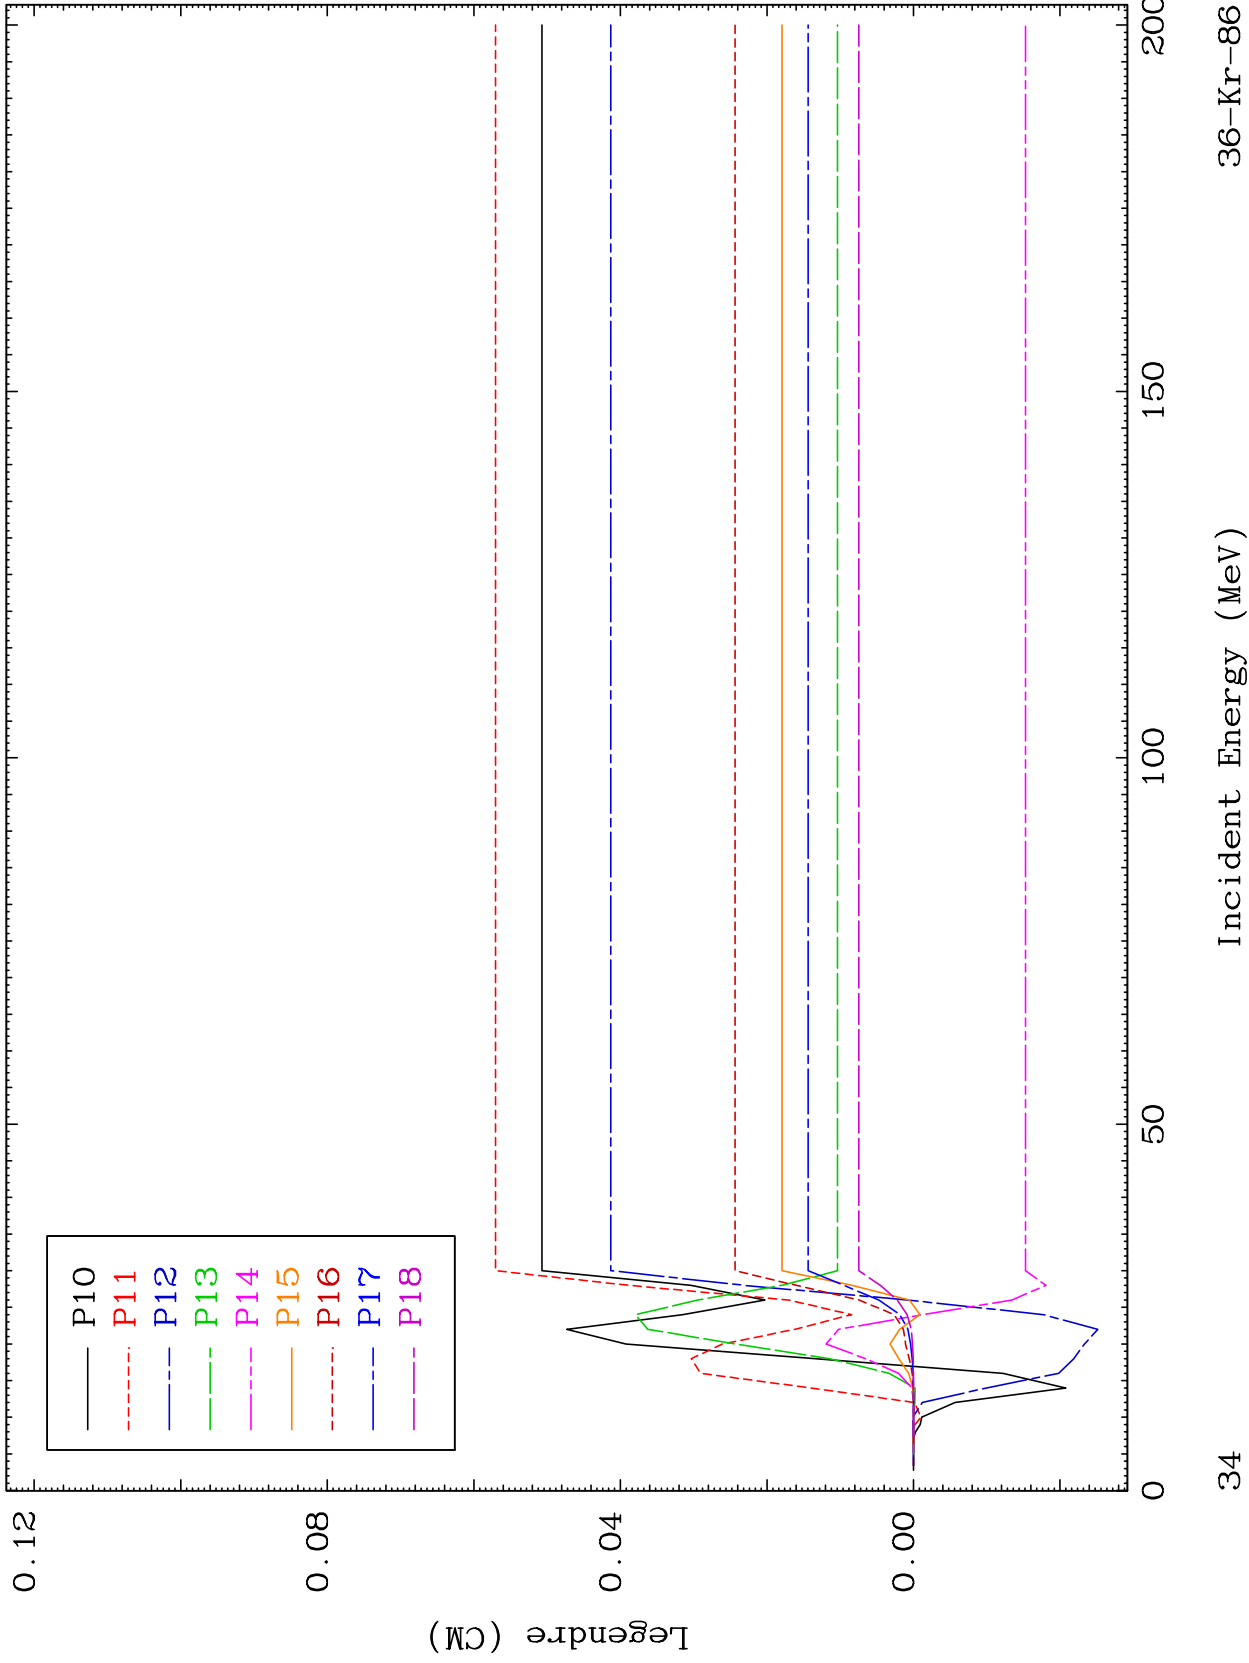 P10
P11
P12
P13
P14
P15
P16
P17
P18
0.12
0.08
0.04
0.00
Legendre (CM)
0
50
100
150
200
Incident Energy (MeV)
34
36-Kr-86